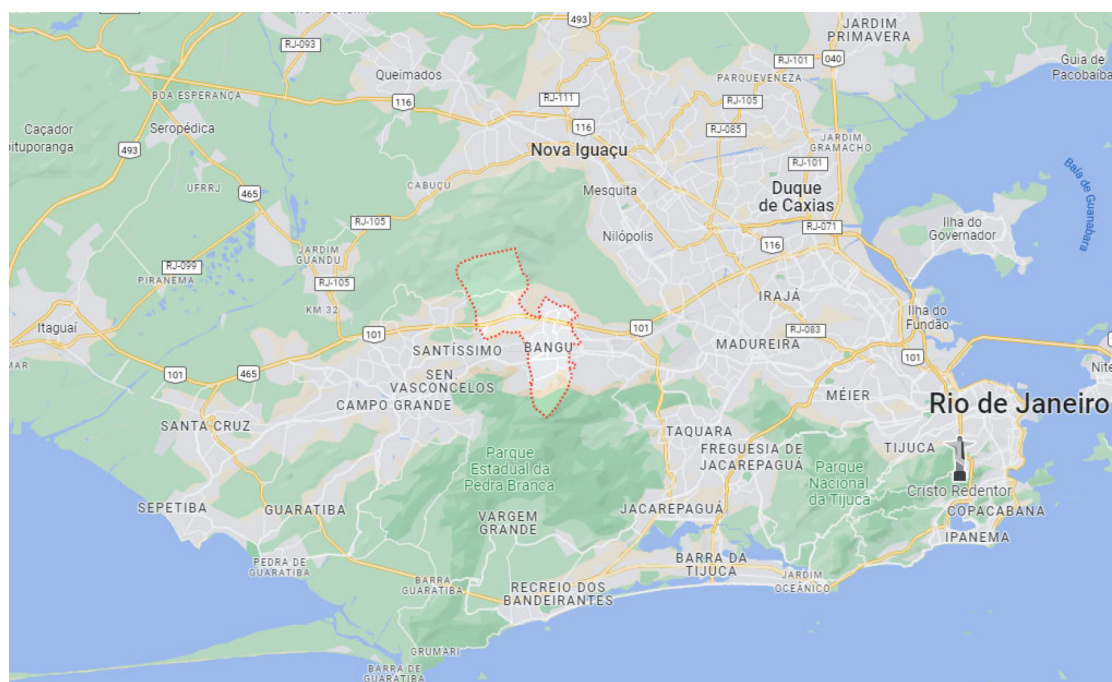 493
JARDIM
PRIMAVERA
RJ-093
RJ-101
040
Guia de
Pacobaíba
Queimados
PARQUEVENEZA
BOA ESPERANÇA
116
RJ-111
RJ-105
Caçador
Seropédica
116
RJ-085
493
Nova Iguaçu
JARDIM
GRAMACHO
RJ-101
UFRRJ
465
CABUÇU
Mesquita
Duque
de Caxias
Baía de Guanabara
RJ-105
Nilópolis
RJ-071
116
Ilha do
Governador
JARDIM
GUANDU
RJ-099
PIRANEMA
RJ-105
IRAJÁ
KM 32
Ilha do
Fundão
Itaguaí
101
101
RJ-083
BANGU
MADUREIRA
SANTÍSSIMO
101
101
465
SEN
VASCONCELOS
CAMPO GRANDE
MÉIER
Rio de Janeiro
SANTA CRUZ
TAQUARA
FREGUESIA DE
JACAREPAGUÁ
TIJUCA
Parque
Estadual da
Pedra Branca
Parque
Nacional
da Tijuca
Cristo Redentor
SEPETIBA
GUARATIBA
VARGEM
GRANDE
JACAREPAGUÁ
COPACABANA
IPANEMA
PEDRA DE
GUARATIBA
BARRA DA
TIJUCA
BARRA
GUARATIBA
RECREIO DOS
BANDEIRANTES
JARDIM
OCEÂNICO
GRUMARI
BARRA DE
GUARATIBA